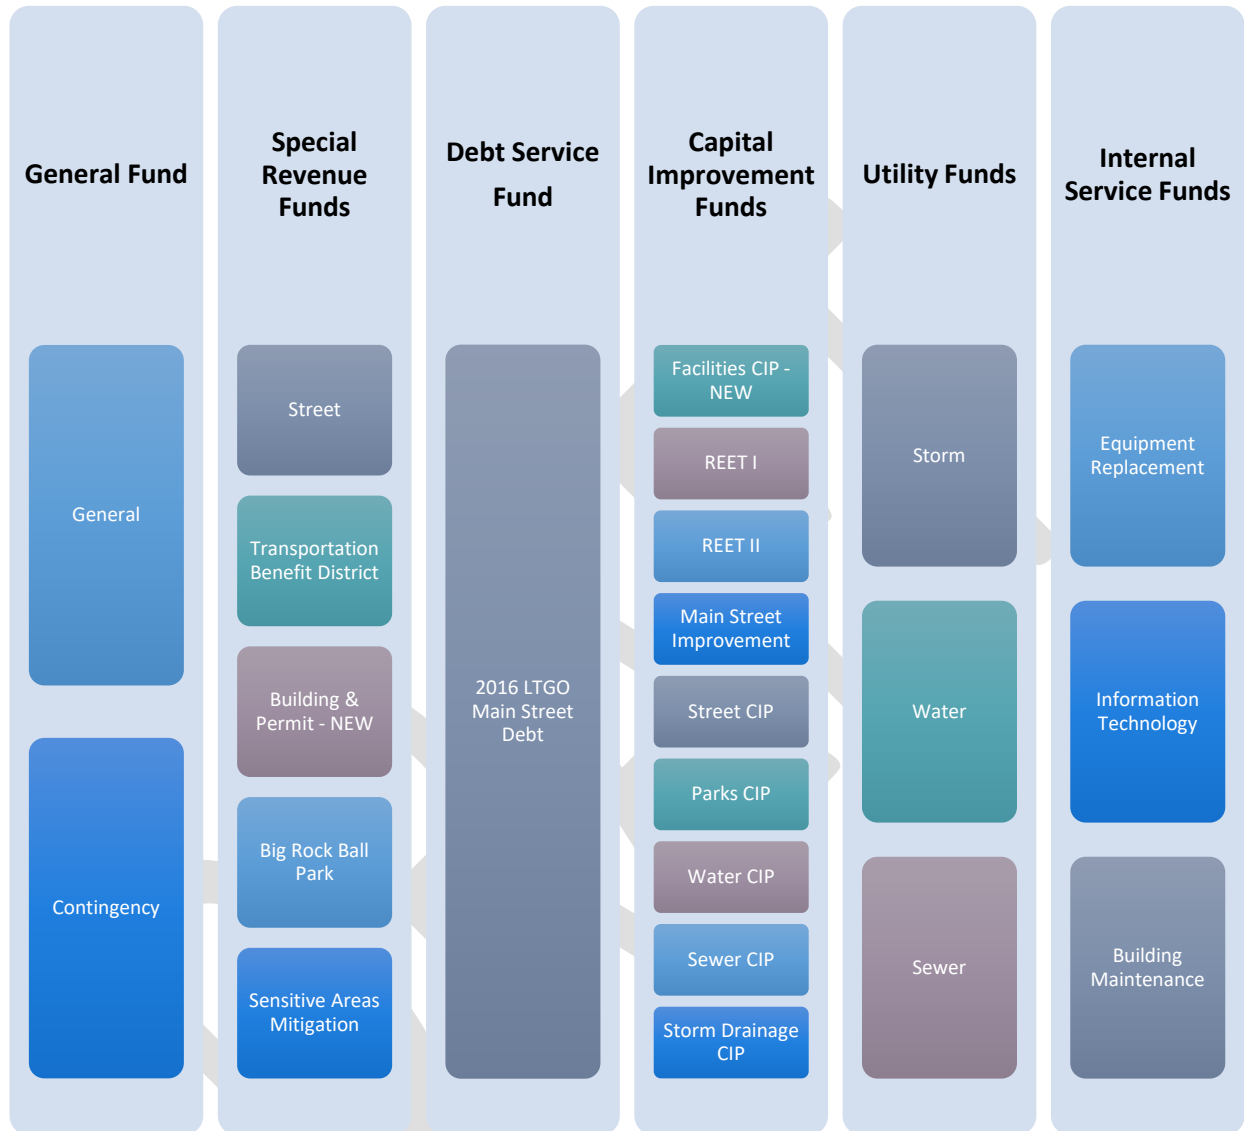 General Fund
General
Contingency
Special
Revenue
Funds
Street
Transportation
Benefit District
Building &
Permit - NEW
Big Rock Ball
Park
Sensitive Areas
Mitigation
Debt Service
Fund
2016 LTGO
Main Street
Debt
Capital
Improvement
Funds
Facilities CIP -
NEW
REET I
REET II
Main Street
Improvement
Street CIP
Parks CIP
Water CIP
Sewer CIP
Storm Drainage
CIP
Utility Funds
Storm
Water
Sewer
Internal
Service Funds
Equipment
Replacement
Information
Technology
Building
Maintenance